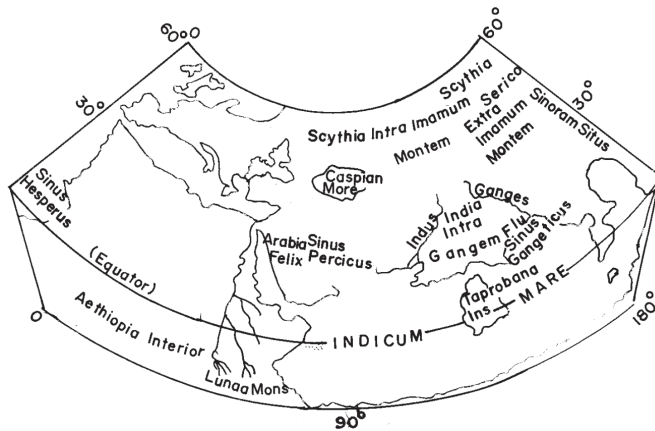 60°0
60°
30°
30°
Scythia
Serico
Scythia Intra Imamum
Montem
Extra
Imamum
Montem
Sinoram Situs
Sinus
Hesperus
Caspian
More
Indus
India
Intra
Ganges
Gangem Flu
Sinus
Gangeticus
Arabia
Felix
Sinus
Percicus
Taprobana
Ins
(Equator)
INDICUM
MARE
0
Aethiopia Interior
Lunaa Mons
90°
180°